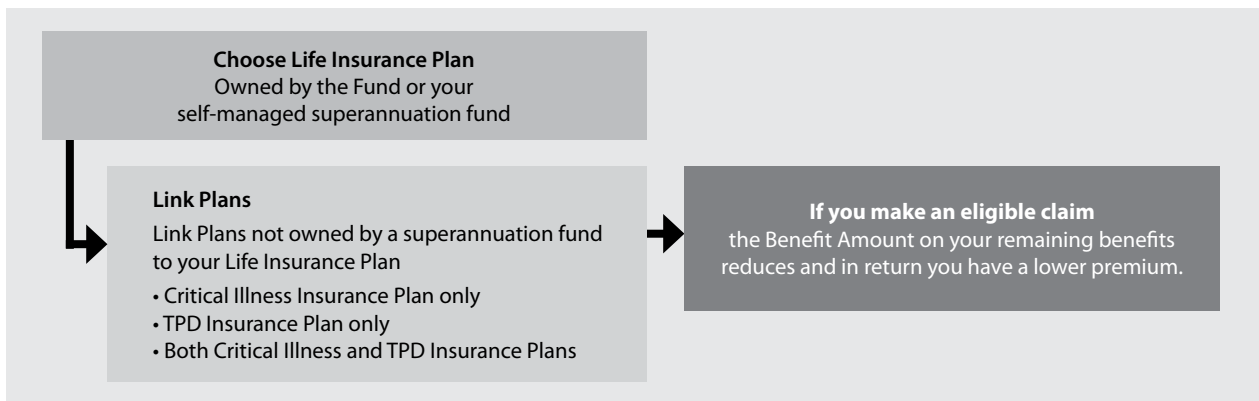 Choose Life Insurance Plan
Owned by the Fund or your
self-managed superannuation fund
Link Plans
Link Plans not owned by a superannuation fund
to your Life Insurance Plan
• Critical Illness Insurance Plan only
• TPD Insurance Plan only
• Both Critical Illness and TPD Insurance Plans
If you make an eligible claim
the Benefit Amount on your remaining benefits
reduces and in return you have a lower premium.